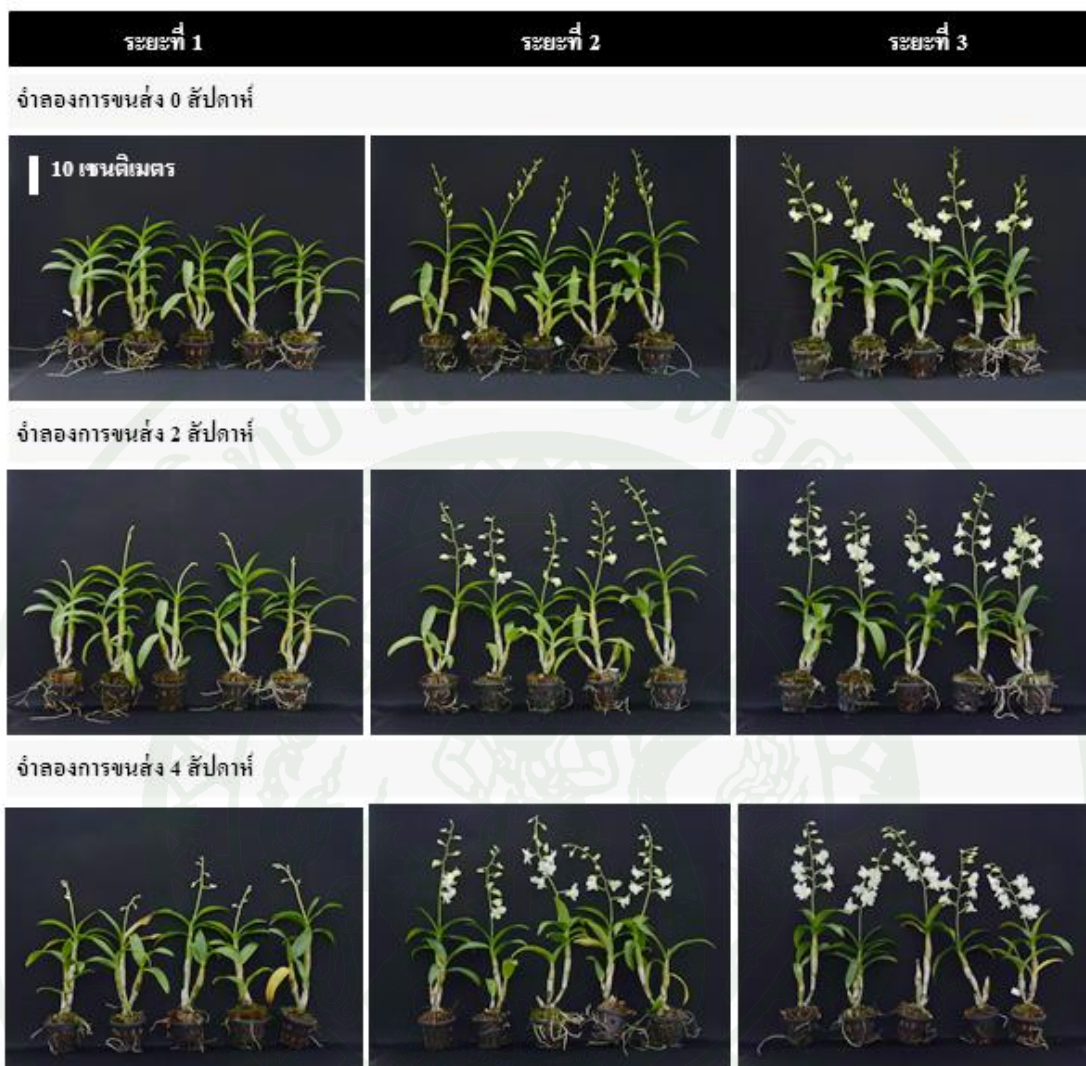 ระยะที่ 1 ระยะที่ 2 ระยะที่ 3
จำลองการขนส่ง 0 สัปดาห์
10 เซนติเมตร
จำลองการขนส่ง 2 สัปดาห์
จำลองการขนส่ง 4 สัปดาห์